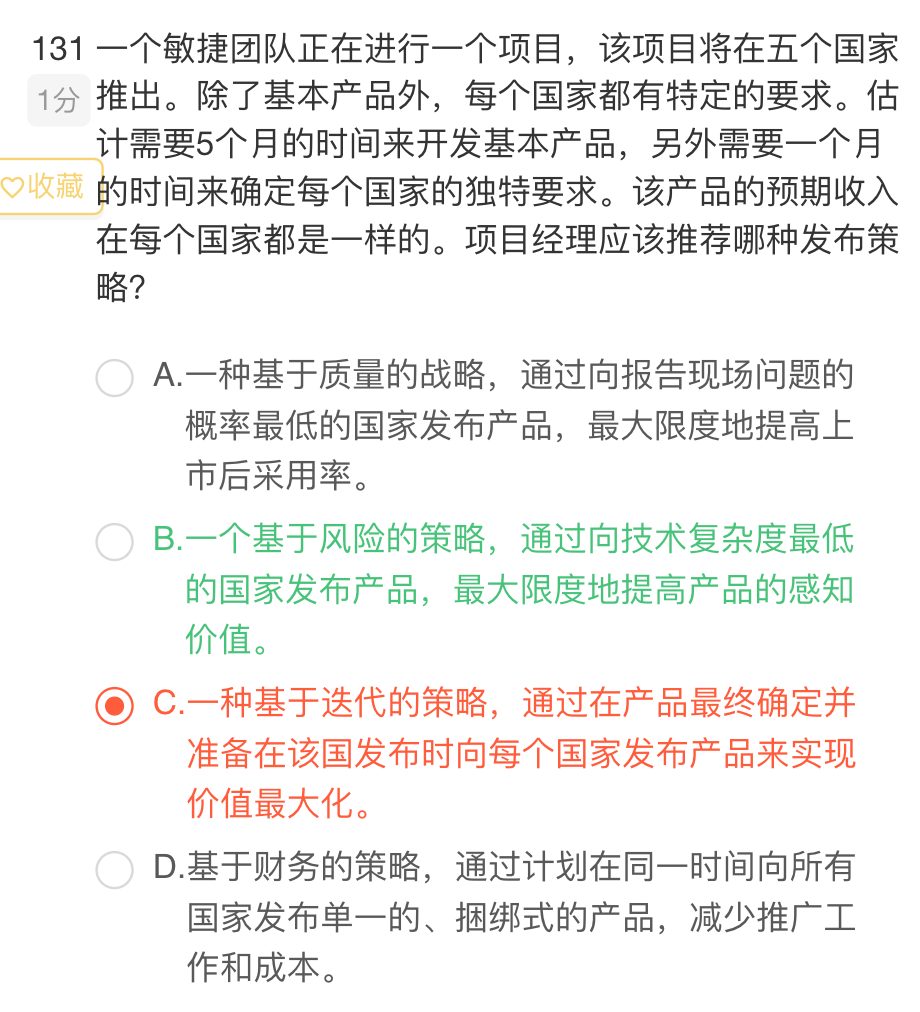 131 一个敏捷团队正在进行一个项目，该项目将在五个国家
1分 推出。除了基本产品外，每个国家都有特定的要求。估
计需要5个月的时间来开发基本产品，另外需要一个月
收藏 的时间来确定每个国家的独特要求。该产品的预期收入
在每个国家都是一样的。项目经理应该推荐哪种发布策
略?
A.一种基于质量的战略，通过向报告现场问题的
概率最低的国家发布产品，最大限度地提高上
市后采用率。
B.一个基于风险的策略，通过向技术复杂度最低
的国家发布产品，最大限度地提高产品的感知
价值。
C.一种基于迭代的策略，通过在产品最终确定并
准备在该国发布时向每个国家发布产品来实现
价值最大化。
D.基于财务的策略，通过计划在同一时间向所有
国家发布单一的、捆绑式的产品，减少推广工
作和成本。